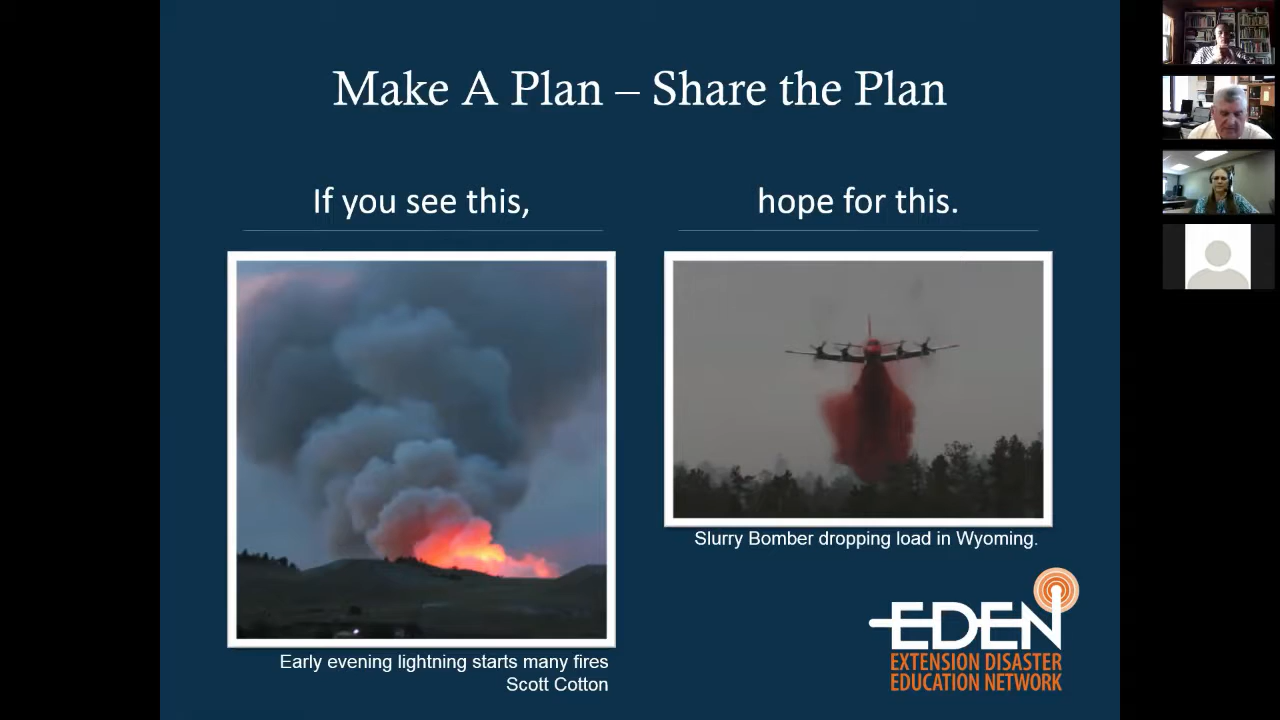 Make A Plan – Share the Plan
If you see this,
hope for this.
Slurry Bomber dropping load in Wyoming.
Early evening lightning starts many fires
Scott Cotton
EDEN
EXTENSION DISASTER
EDUCATION NETWORK